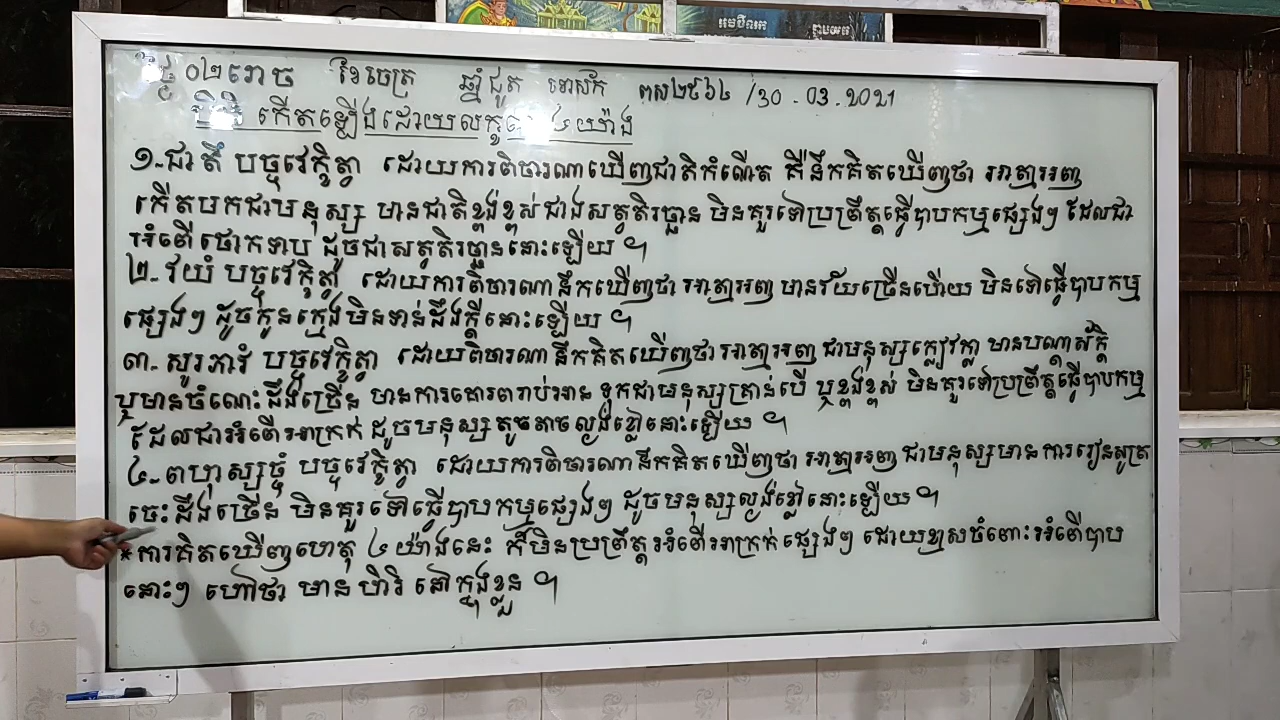 ថ្ងៃ ០២រោច ខែចេត្រ ឆ្នាំជូត ទោស័ក ពស២៥៦៤ /30.03.2021
ហិរិ កើតឡើងដោយលក្ខណៈ ៤ យ៉ាង
១-ជាតឹ បច្ចវេក្ខិត្វា ដោយការពិចារណាឃើញជាតិកំណើត គឺនឹកគិតឃើញថា អាត្មាអញ
កើតមកជាមនុស្ស មានជាតិខ្ពង់ខ្ពស់ជាងសត្វតិរច្ឆាន មិនគួរទៅប្រព្រឹត្តធ្វើបាបកម្មផ្សេងៗ ដែលជា
អំពើថោកទាប ដូចជាសត្វតិរច្ឆាននោះឡើយ ។
២-វយំ បច្ចវេក្ខិត្វា ដោយការពិចារណានឹកឃើញថា អាត្មាអញ មានវ័យច្រើនហើយ មិនទៅធ្វើបាបកម្ម
ផ្សេងៗ ដូចកូនក្មេងមិនទាន់ដឹងក្តីនោះឡើយ ។
៣-សូរភាវំ បច្ចវេក្ខិត្វា ដោយពិចារណានឹកគិតឃើញថា អាត្មាអញ ជាមនុស្សក្លៀវក្លា មានបណ្តាស័ក្តិ
ឬមានចំណេះដឹងច្រើន មានការគោរពរាប់អាន ទុកជាមនុស្សគ្រាន់បើ ឬខ្ពង់ខ្ពស់ មិនគួរទៅប្រព្រឹត្តធ្វើបាបកម្ម
ដែលជាអំពើអាក្រក់ ដូចមនុស្សតូចតាចល្ងង់ខ្លៅនោះឡើយ ។
៤-ពហុស្សច្ចំ បច្ចវេក្ខិត្វា ដោយការពិចារណានឹកគិតឃើញថា អាត្មាអញ ជាមនុស្សមានការរៀនសូត្រ
ចេះដឹងច្រើន មិនគួរទៅធ្វើបាបកម្មផ្សេងៗ ដូចមនុស្សល្ងង់ខ្លៅនោះឡើយ ។
*ការគិតឃើញហេតុ ៤ យ៉ាងនេះ ក៏មិនប្រព្រឹត្តអំពើអាក្រក់ផ្សេងៗ ដោយខ្មាសចំពោះអំពើបាប
នោះៗ ហៅថា មាន ហិរិ នៅក្នុងខ្លួន ។